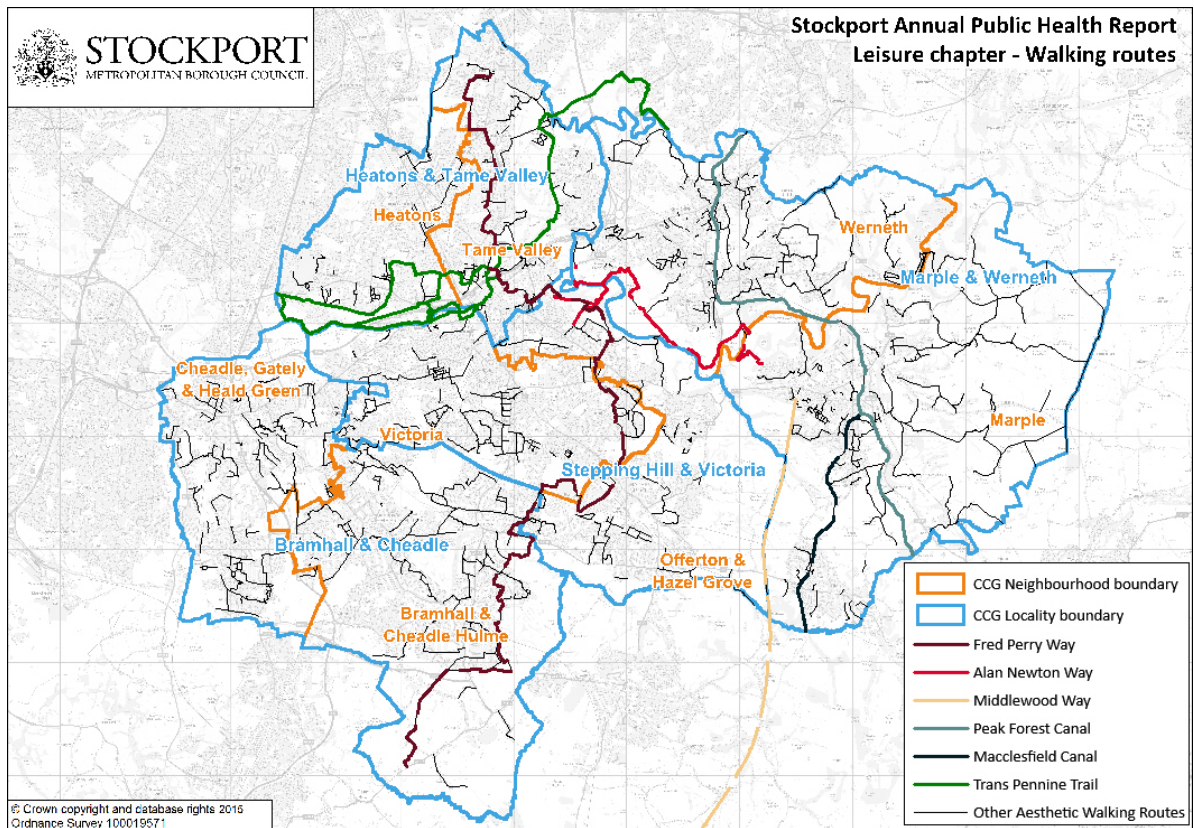 STOCKPORT
METROPOLITAN BOROUGH COUNCIL
Stockport Annual Public Health Report
Leisure chapter - Walking routes
Heatons & Tame Valley
Heatons
Tame Valley
Werneth
Marple & Werneth
Cheadle, Gately
& Heald Green
Victoria
Marple
Stepping Hill & Victoria
Bramhall & Cheadle
Offerton &
Hazel Grove
Bramhall &
Cheadle Hulme
CCG Neighbourhood boundary
CCG Locality boundary
Fred Perry Way
Alan Newton Way
Middlewood Way
Peak Forest Canal
Macclesfield Canal
Trans Pennine Trail
Other Aesthetic Walking Routes
© Crown copyright and database rights 2015
Ordnance Survey 100019571